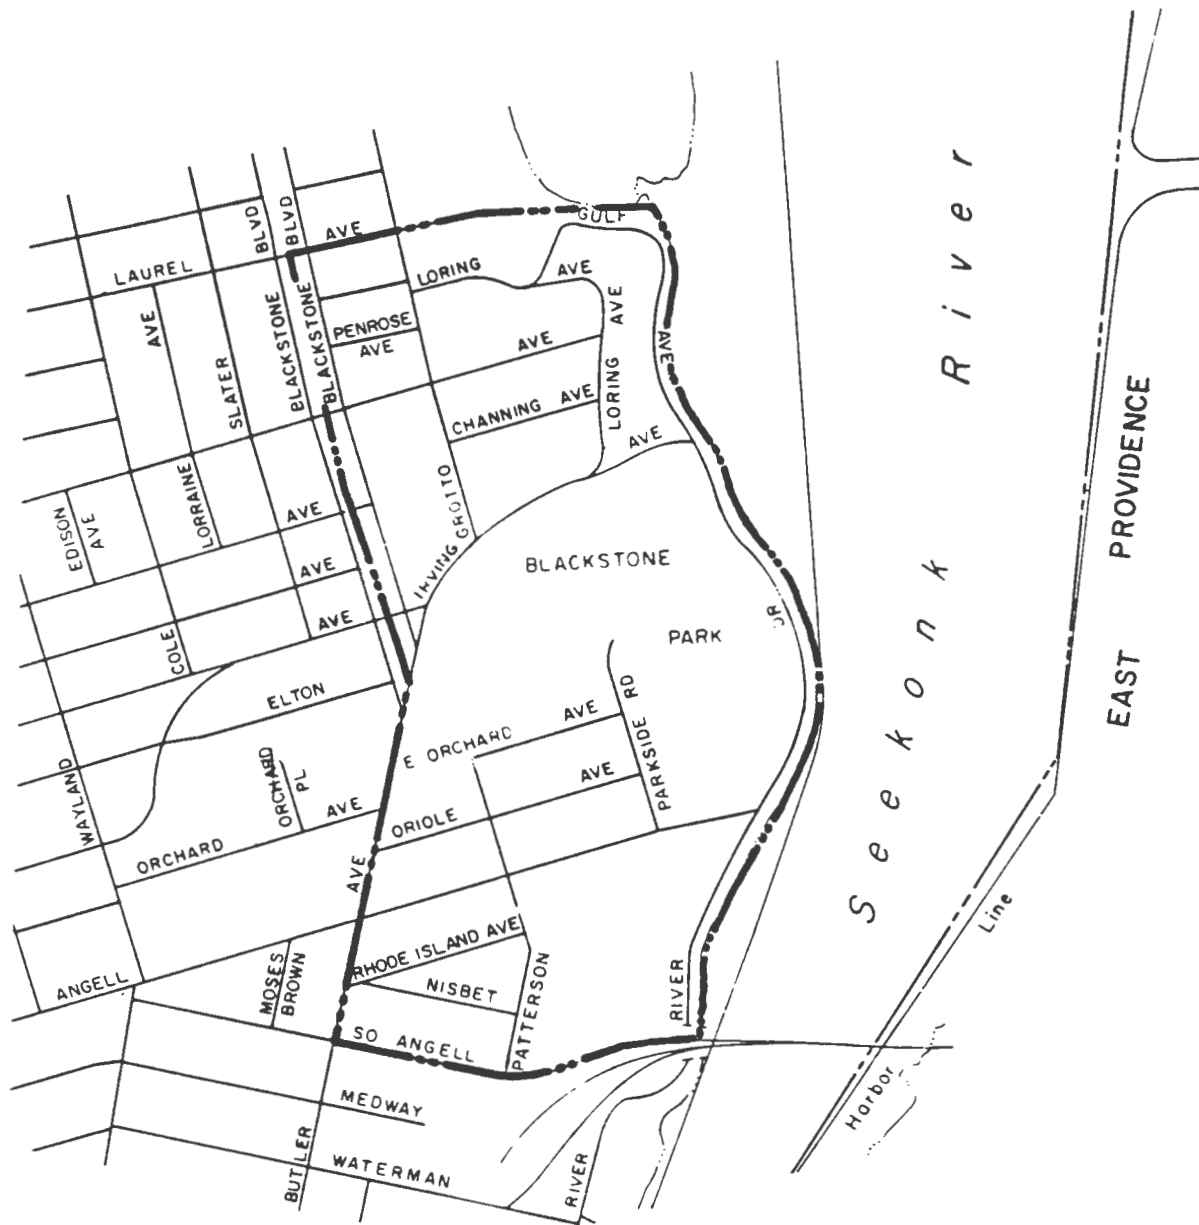 GULF
BLVD
BLVD
AVE
LAUREL
LORING
AVE
AVE
BLACKSTONE
BLACKSTONE
PENROSE
AVE
AVE
AVE
AVE
SLATER
LORING
CHANNING AVE
AVE
EDISON
AVE
LORRAINE
AVE
GROTTO
IRVING
AVE
AVE
COLE
BLACKSTONE
PARK
DR
ELTON
AVE
E ORCHARD
PARKSIDE RD
ORCHARD
PL
AVE
AVE
ORIOLE
WAYLAND
ORCHARD
AVE
RHODE ISLAND AVE
ANGELL
MOSES
BROWN
NISBET
PATTERSON
RIVER
SO ANGELL
MEDWAY
BUTLER
WATERMAN
RIVER
Seekonk River
EAST PROVIDENCE
Harbor Line